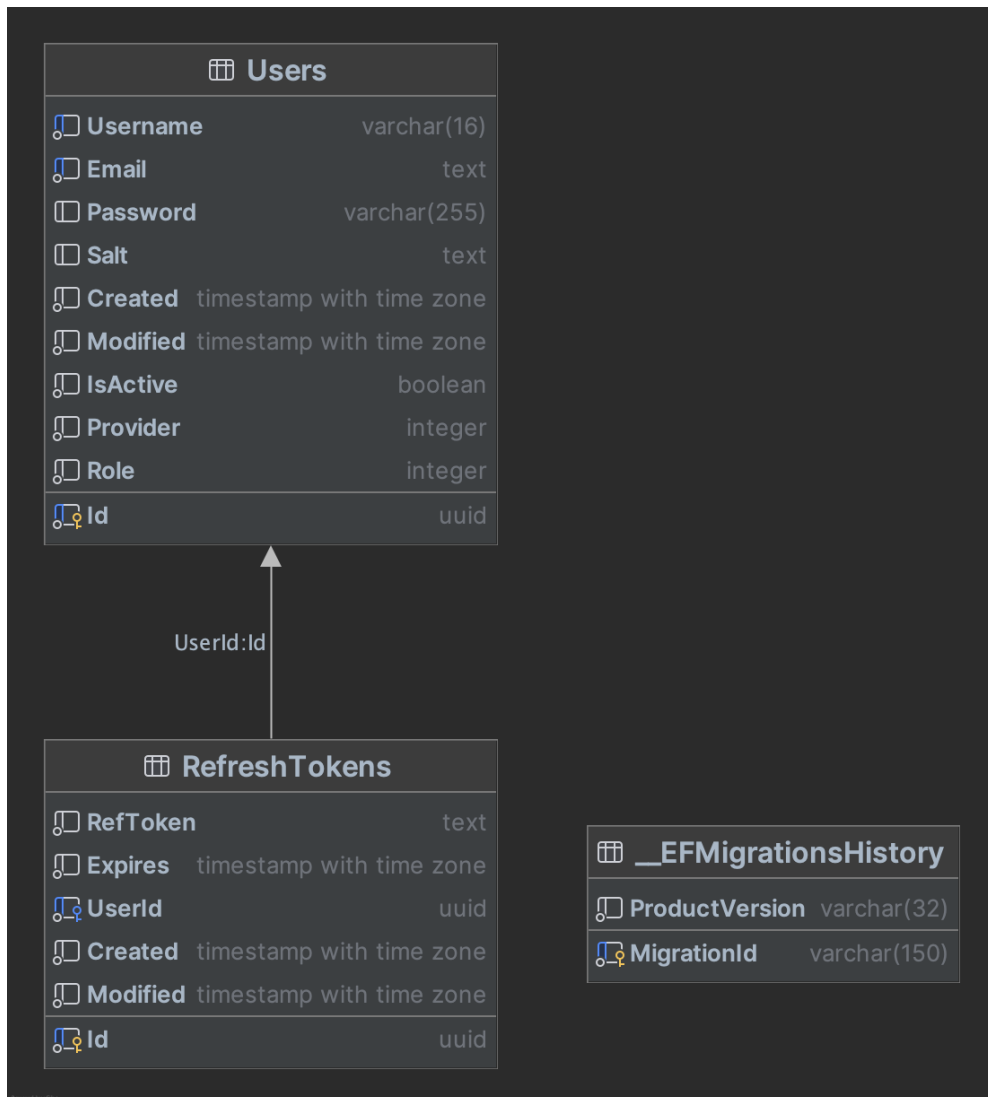 Users
Username varchar(16)
Email text
Password varchar(255)
Salt text
Created timestamp with time zone
Modified timestamp with time zone
IsActive boolean
Provider integer
Role integer
Id uuid
UserId:Id
RefreshTokens
RefToken text
Expires timestamp with time zone
UserId uuid
Created timestamp with time zone
Modified timestamp with time zone
Id uuid
__EFMigrationsHistory
ProductVersion varchar(32)
MigrationId varchar(150)